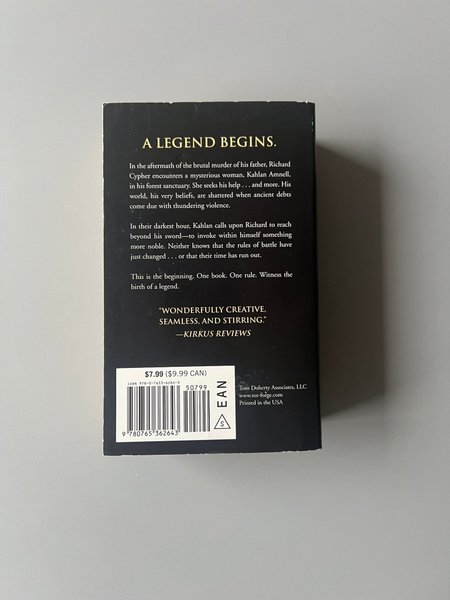 A LEGEND BEGINS.
In the aftermath of the brutal murder of his father, Richard
Cypher encounters a mysterious woman, Kahlan Amnell,
in his forest sanctuary. She seeks his help . . . and more. His
world, his very beliefs, are shattered when ancient debts
come due with thundering violence.
In their darkest hour, Kahlan calls upon Richard to reach
beyond his sword—to invoke within himself something
more noble. Neither knows that the rules of battle have
just changed . . . or that their time has run out.
This is the beginning. One book. One rule. Witness the
birth of a legend.
"WONDERFULLY CREATIVE,
SEAMLESS, AND STIRRING."
—KIRKUS REVIEWS
$7.99 ($9.99 CAN)
ISBN 978-0-7653-6264-3
50799
EAN
S
9 780765 362643
Tom Doherty Associates, LLC
www.tor-forge.com
Printed in the USA